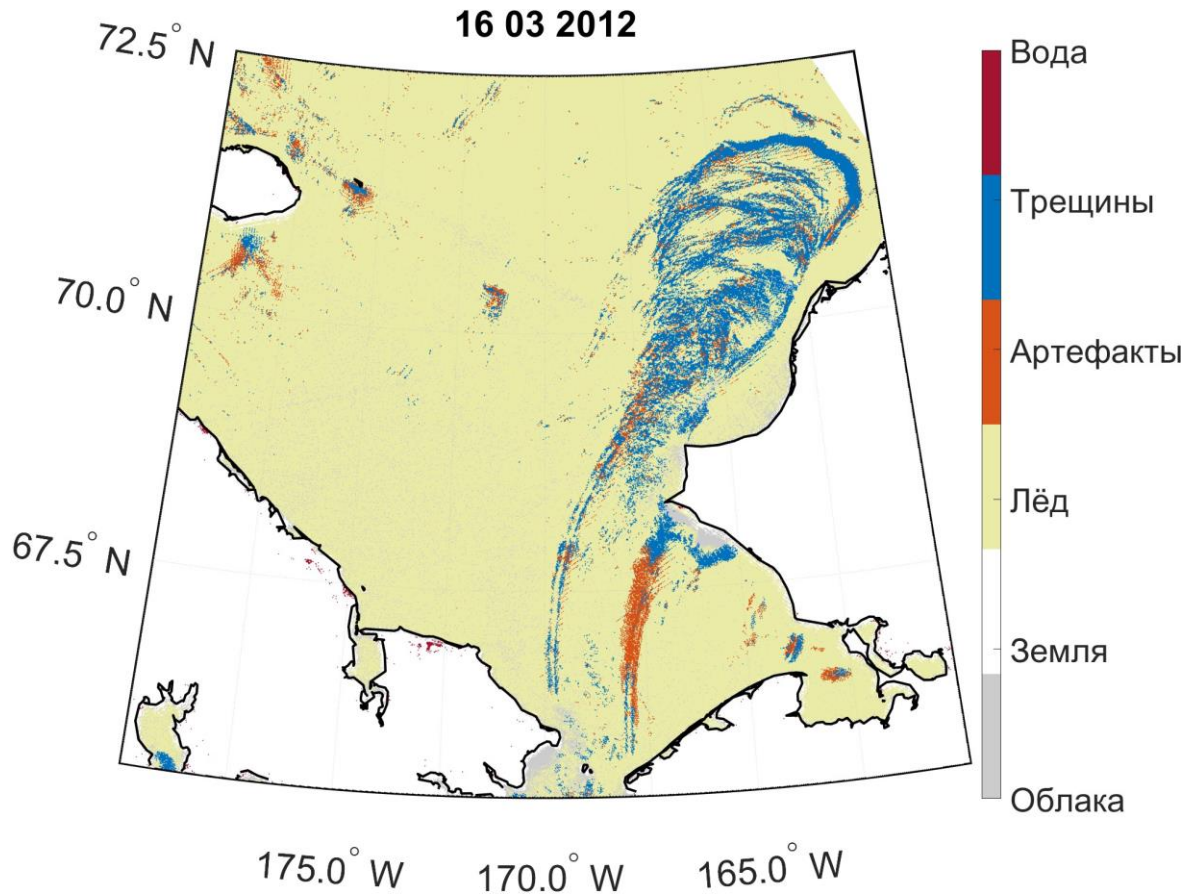 16 03 2012
72.5° N
70.0° N
67.5° N
175.0° W
170.0° W
165.0° W
Вода
Трещины
Артефакты
Лёд
Земля
Облака